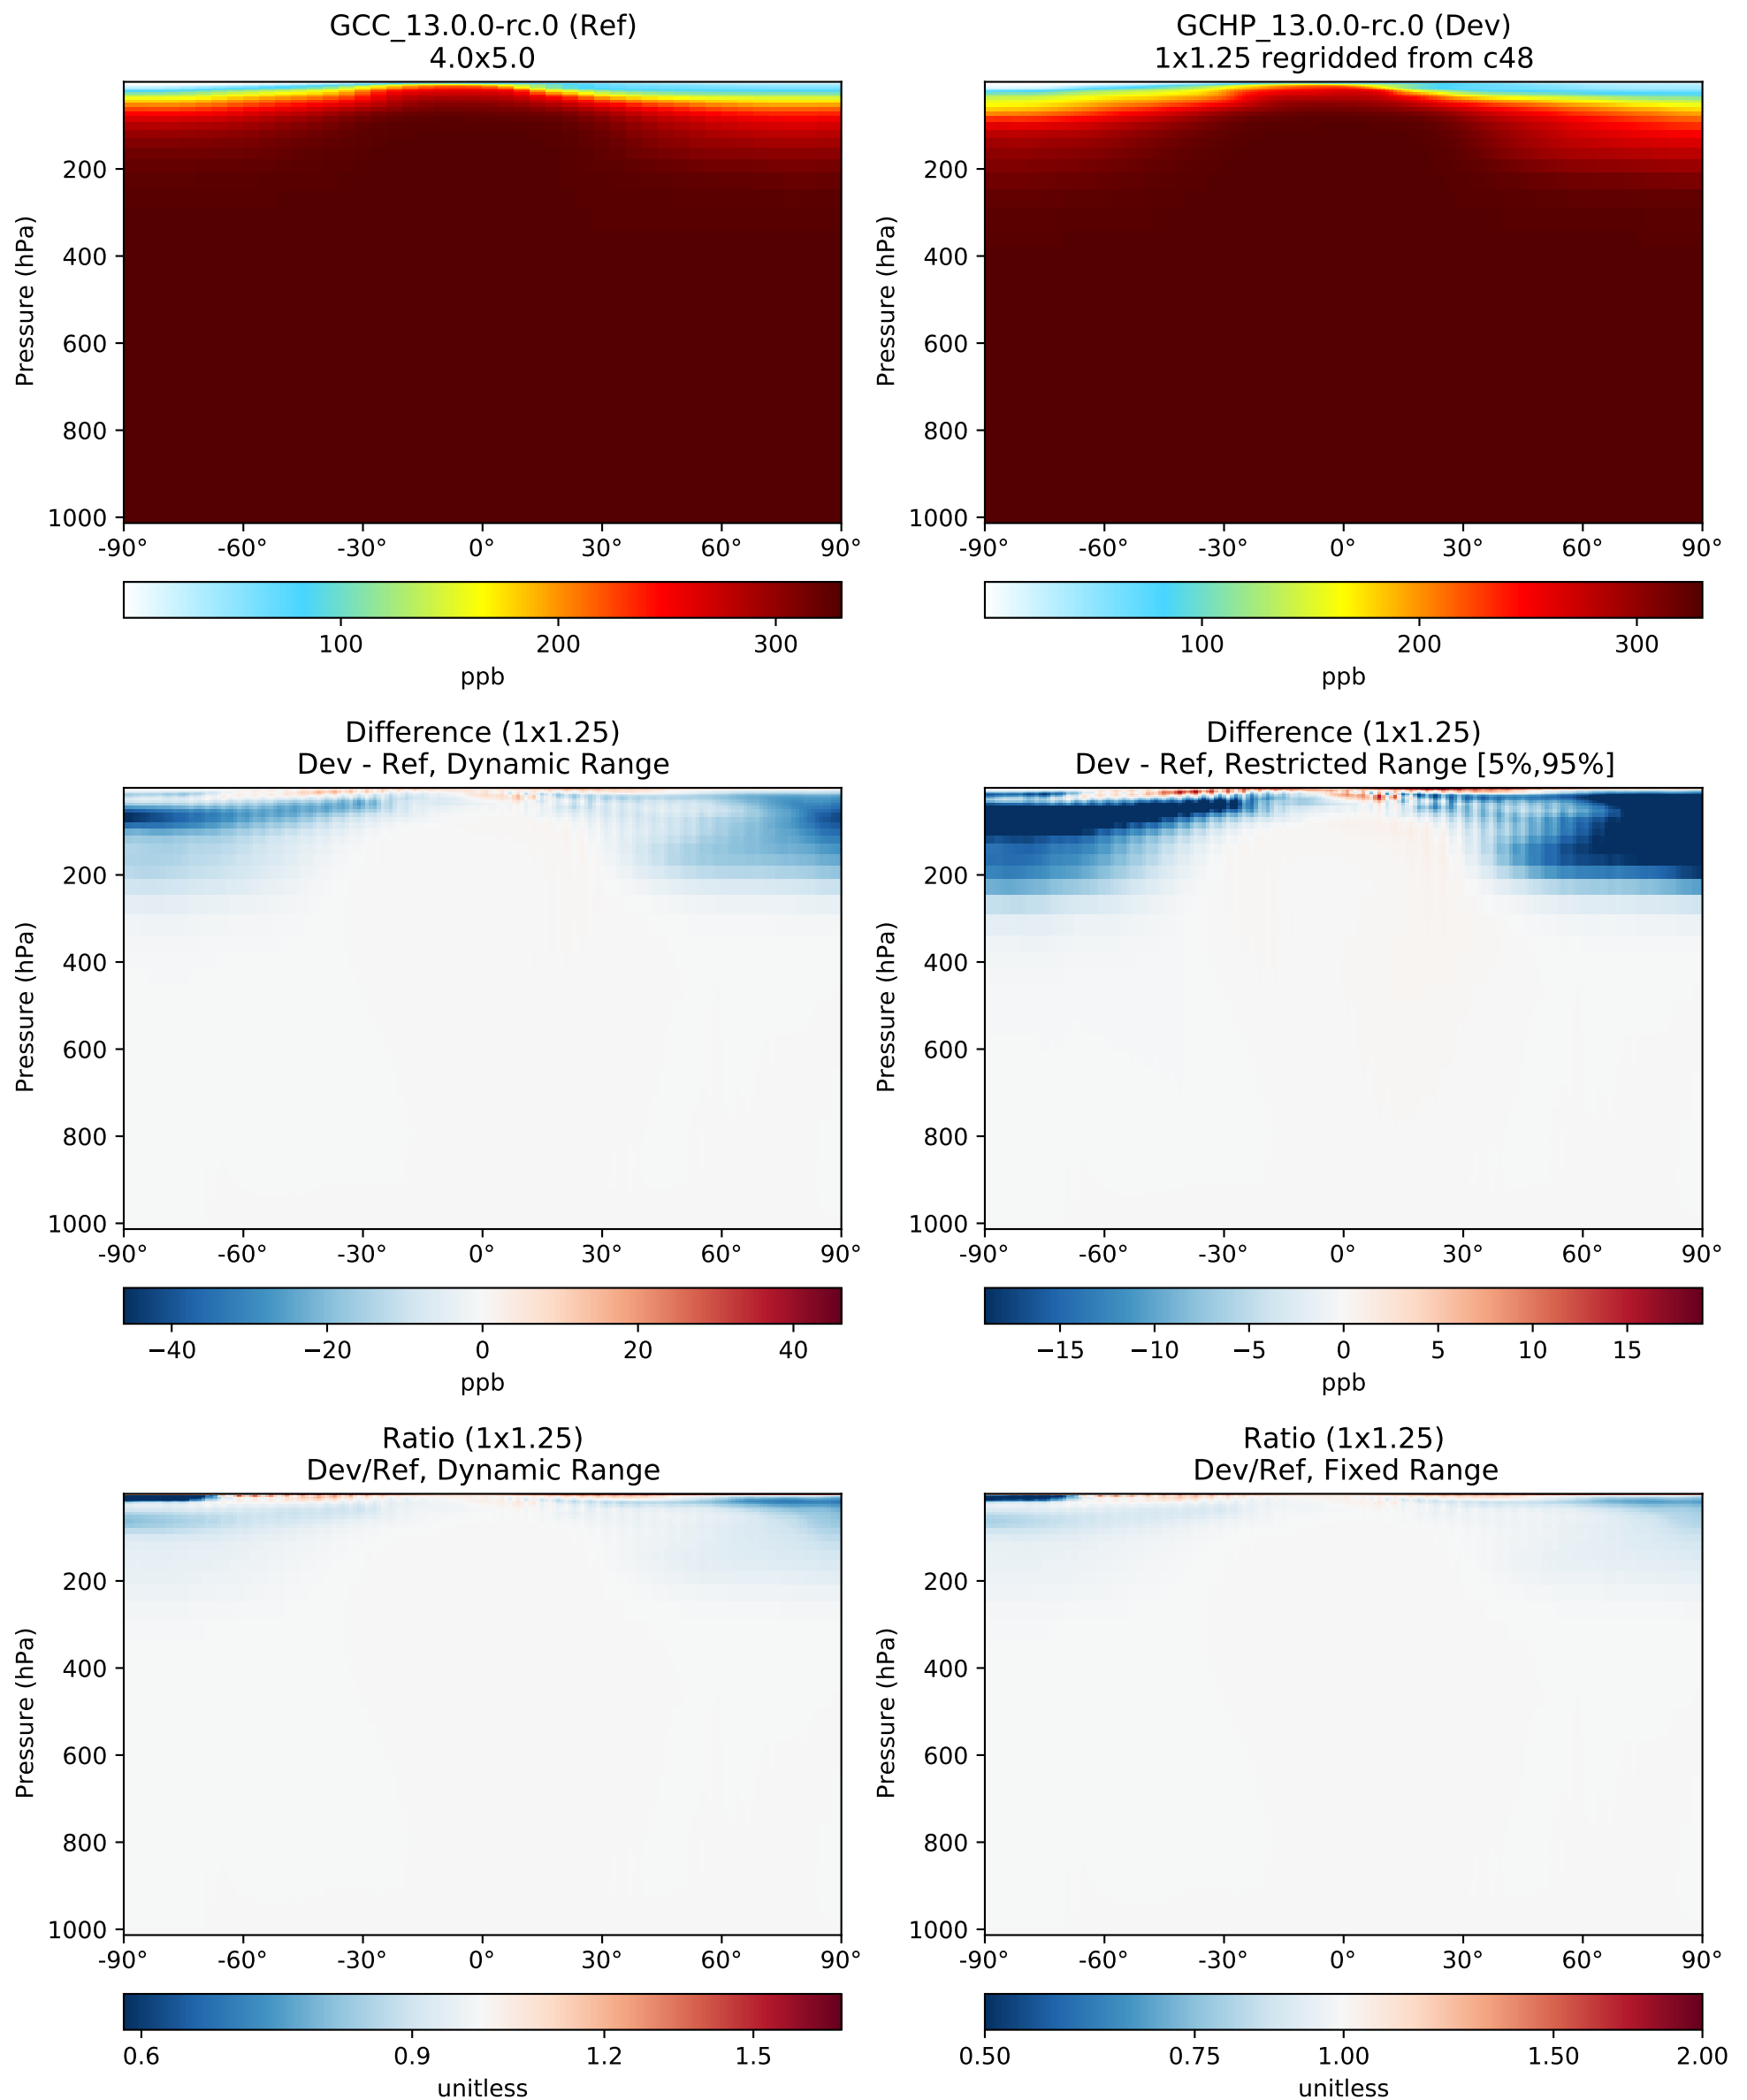 GCC_13.0.0-rc.0 (Ref)
4.0x5.0
GCHP_13.0.0-rc.0 (Dev)
1x1.25 regridded from c48
Pressure (hPa)
200
400
600
800
1000
-90° -60° -30° 0° 30° 60° 90°
100 200 300
ppb
Pressure (hPa)
200
400
600
800
1000
-90° -60° -30° 0° 30° 60° 90°
100 200 300
ppb
Difference (1x1.25)
Dev - Ref, Dynamic Range
Difference (1x1.25)
Dev - Ref, Restricted Range [5%,95%]
Pressure (hPa)
200
400
600
800
1000
-90° -60° -30° 0° 30° 60° 90°
−40 −20 0 20 40
ppb
Pressure (hPa)
200
400
600
800
1000
-90° -60° -30° 0° 30° 60° 90°
−15 −10 −5 0 5 10 15
ppb
Ratio (1x1.25)
Dev/Ref, Dynamic Range
Ratio (1x1.25)
Dev/Ref, Fixed Range
Pressure (hPa)
200
400
600
800
1000
-90° -60° -30° 0° 30° 60° 90°
0.6 0.9 1.2 1.5
unitless
Pressure (hPa)
200
400
600
800
1000
-90° -60° -30° 0° 30° 60° 90°
0.50 0.75 1.00 1.50 2.00
unitless